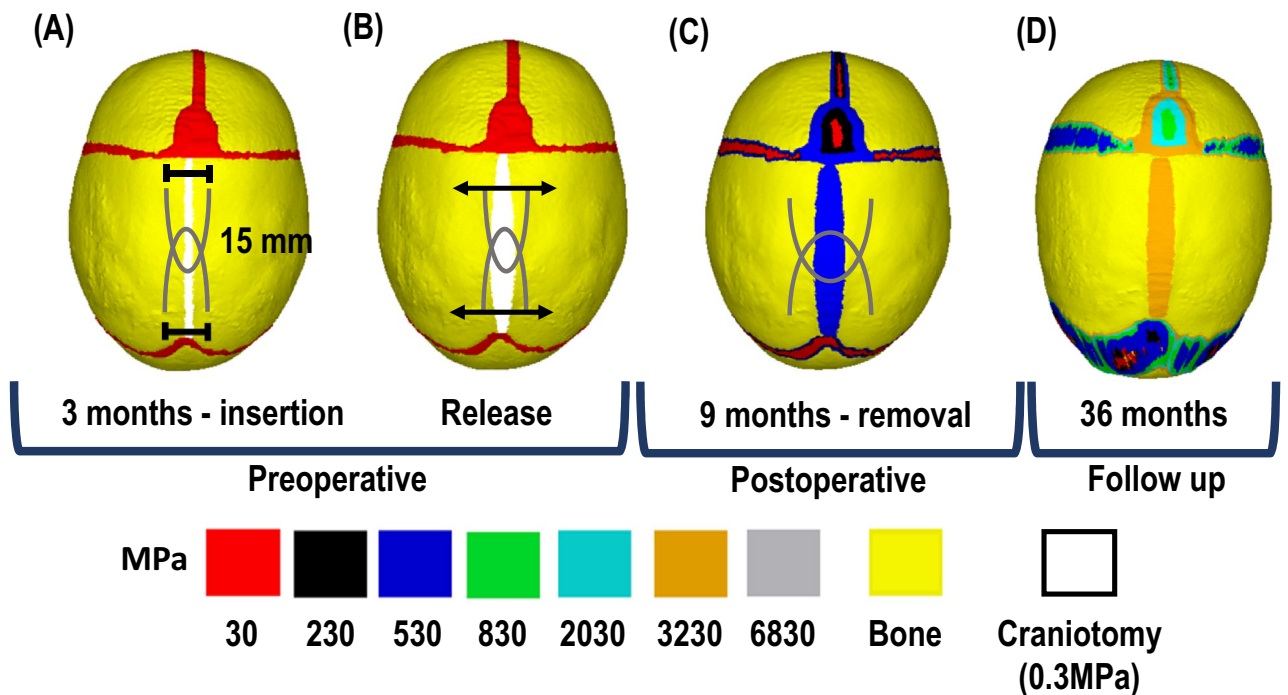 (A)
(B)
(C)
(D)
15 mm
3 months - insertion
Release
9 months - removal
36 months
Preoperative
Postoperative
Follow up
MPa
30
230
530
830
2030
3230
6830
Bone
Craniotomy
(0.3MPa)